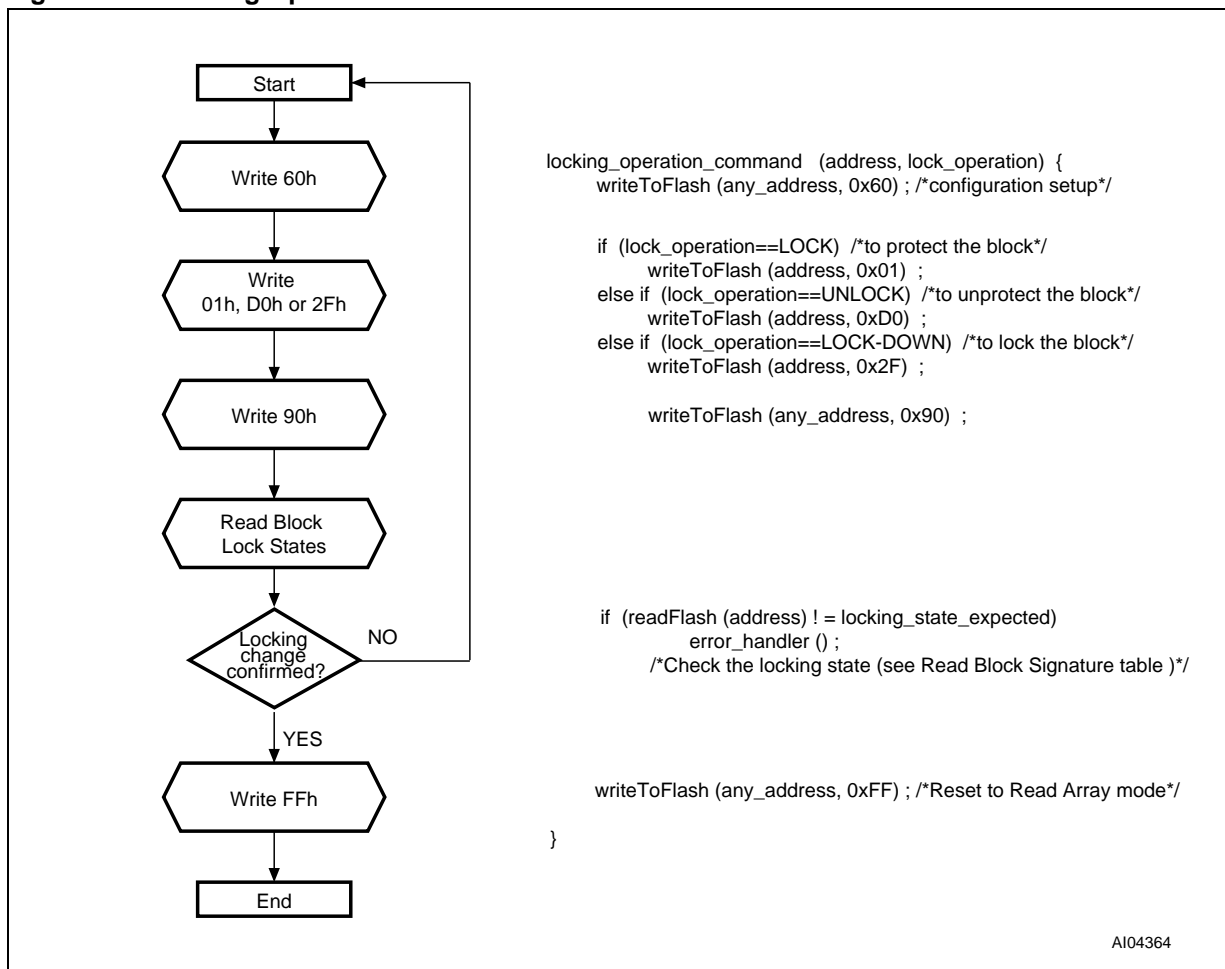 Start
Write 60h
Write
01h, D0h or 2Fh
Write 90h
Read Block
Lock States
Locking
change
confirmed?
NO
YES
Write FFh
End
locking_operation_command (address, lock_operation) {
writeToFlash (any_address, 0x60) ; /*configuration setup*/
if (lock_operation==LOCK) /*to protect the block*/
writeToFlash (address, 0x01) ;
else if (lock_operation==UNLOCK) /*to unprotect the block*/
writeToFlash (address, 0xD0) ;
else if (lock_operation==LOCK-DOWN) /*to lock the block*/
writeToFlash (address, 0x2F) ;
writeToFlash (any_address, 0x90) ;
if (readFlash (address) ! = locking_state_expected)
error_handler () ;
/*Check the locking state (see Read Block Signature table )*/
writeToFlash (any_address, 0xFF) ; /*Reset to Read Array mode*/
}
AI04364